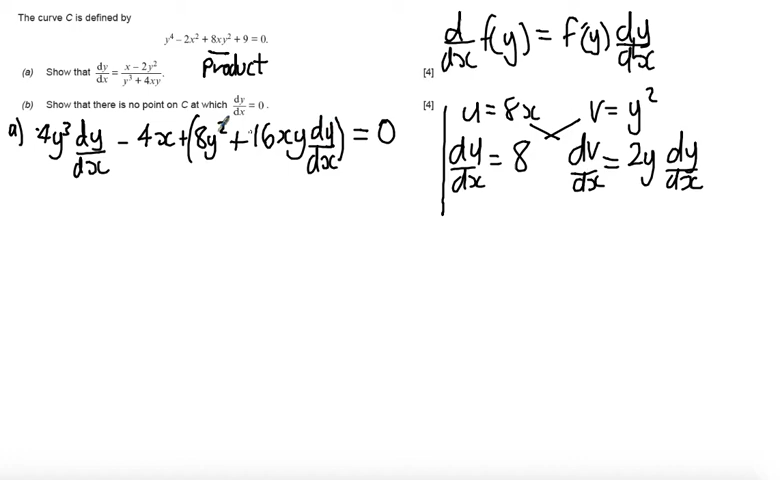 The curve C is defined by
y⁴ – 2x² + 8xy² + 9 = 0.
product
(a) Show that dy/dx = (x – 2y²)/(y³ + 4xy). [4]
(b) Show that there is no point on C at which dy/dx = 0. [4]
d/dx f(y) = f'(y) dy/dx
a) 4y³ dy/dx – 4x + (8y² + 16xy dy/dx) = 0
u = 8x v = y²
dy/dx = 8 dv/dx = 2y dy/dx